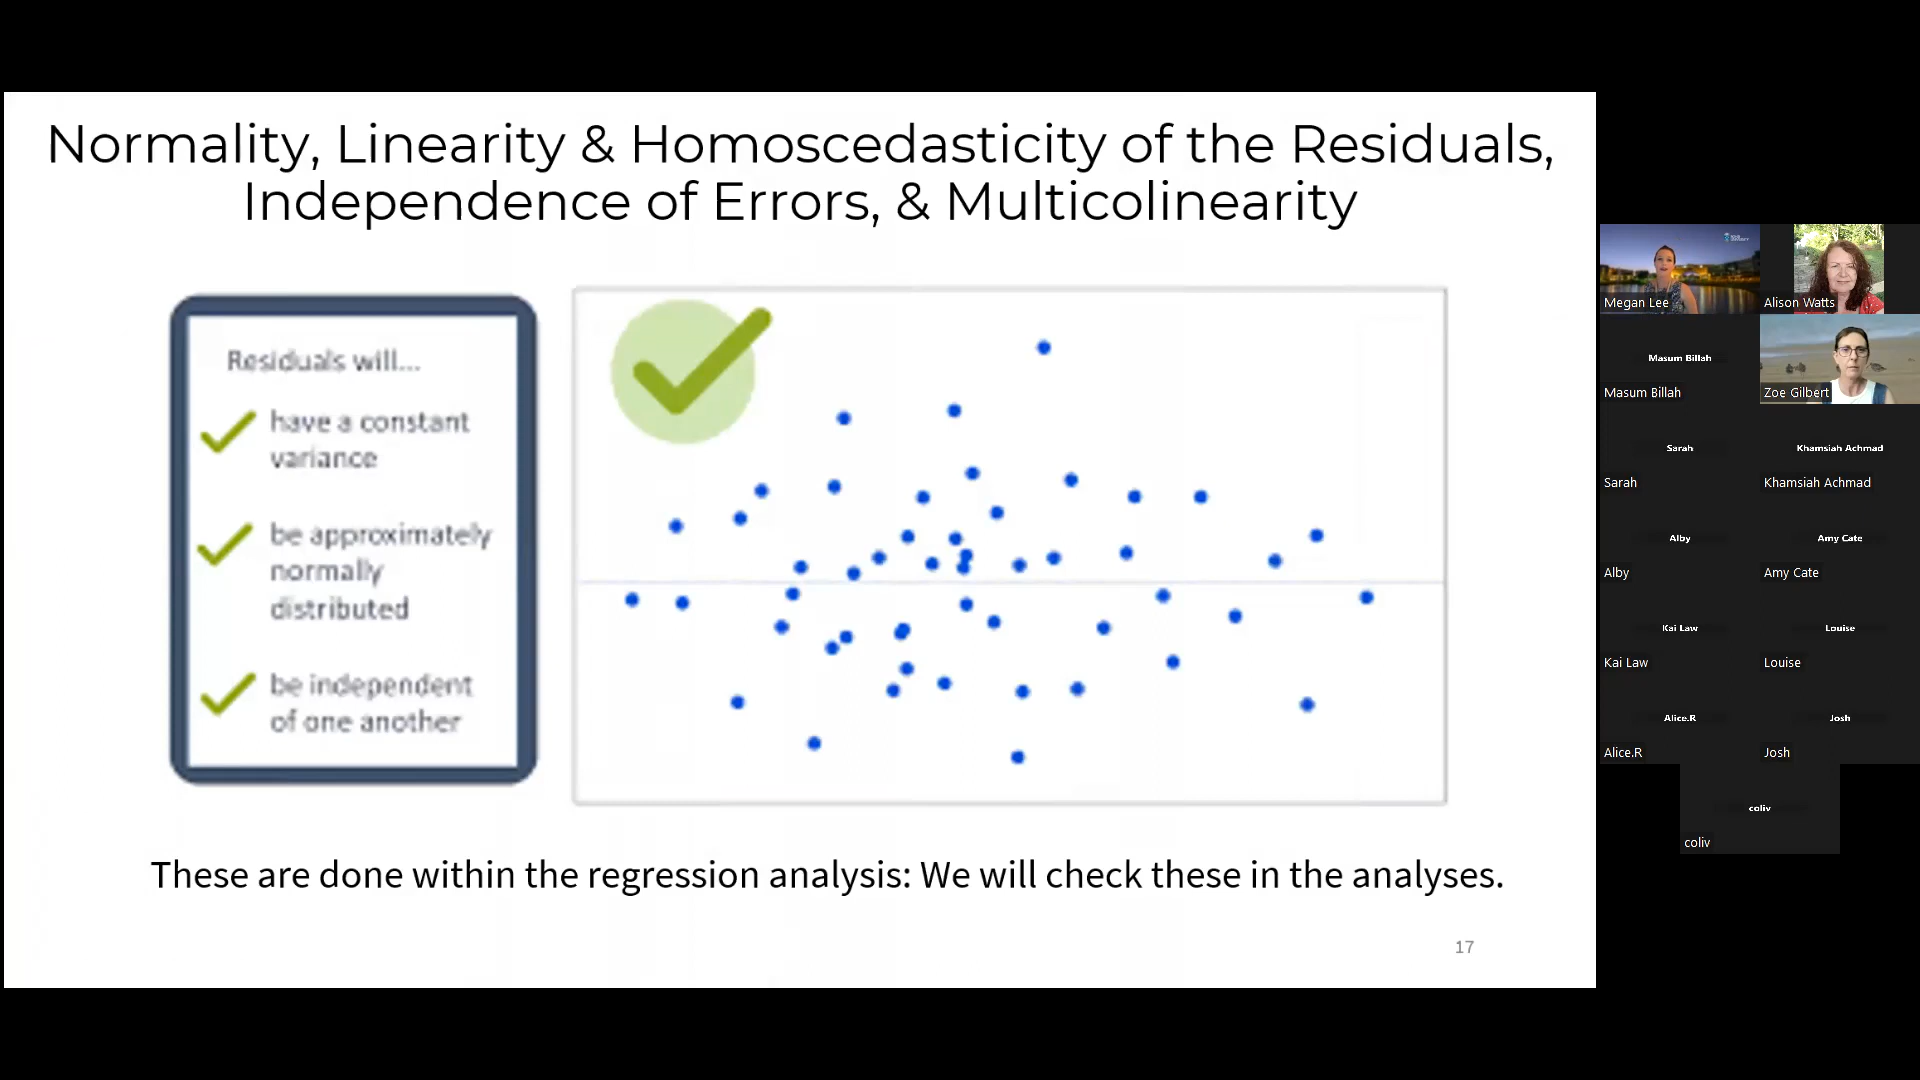 Normality, Linearity & Homoscedasticity of the Residuals,
Independence of Errors, & Multicolinearity
Residuals will...
have a constant
variance
be approximately
normally
distributed
be independent
of one another
These are done within the regression analysis: We will check these in the analyses.
17
Megan Lee
Alison Watts
Masum Billah
Masum Billah
Zoe Gilbert
Sarah
Khamsiah Achmad
Sarah
Khamsiah Achmad
Alby
Amy Cate
Alby
Amy Cate
Kai Law
Louise
Kai Law
Louise
Alice.R
Josh
Alice.R
Josh
coliv
coliv